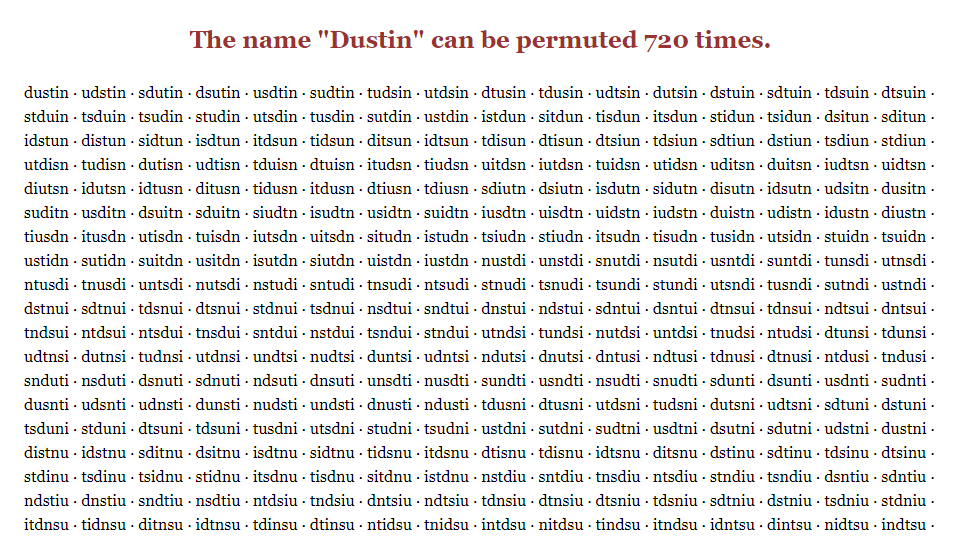 The name "Dustin" can be permuted 720 times.
dustin · udstin · sdutin · dsutin · usdtin · sudtin · tudsin · utdsin · dtusin · tdusin · udtsin · dutsin · dstuin · sdtuin · tdsuin · dtsuin ·
stduin · tsduin · tsudin · studin · utsdin · tusdin · sutdin · ustdin · istdun · sitdun · tisdun · itsdun · stidun · tsidun · dsitun · sditun ·
idstun · distun · sidtun · isdtun · itdsun · tidsun · ditsun · idtsun · tdisun · dtisun · dtsiun · tdsiun · sdtiun · dstiun · tsdiun · stdiun ·
utdisn · tudisn · dutisn · udtisn · tduisn · dtuisn · itudsn · tiudsn · uitdsn · iutdsn · tuidsn · utidsn · uditsn · duitsn · iudtsn · uidtsn ·
diutsn · idutsn · idtusn · ditusn · tidusn · itdusn · dtiusn · tdiusn · sdiutn · dsiutn · isdutn · sidutn · disutn · idsutn · udsitn · dusitn ·
suditn · usditn · dsuitn · sduitn · siudtn · isudtn · usidtn · suidtn · iusdtn · uisdtn · uidstn · iudstn · duistn · udistn · idustn · diustn ·
tiusdn · itusdn · utisdn · tuisdn · iutsdn · uitsdn · situdn · istudn · tsiudn · stiudn · itsudn · tisudn · tusidn · utsidn · stuidn · tsuidn ·
ustidn · sutidn · suitdn · usitdn · isutdn · siutdn · uistdn · iustdn · nustdi · unstdi · snutdi · nsutdi · usntdi · suntdi · tunsdi · utnsdi ·
ntusdi · tnusdi · untsdi · nutsdi · nstudi · sntudi · tnsudi · ntsudi · stnudi · tsnudi · tsundi · stundi · utsndi · tusndi · sutndi · ustndi ·
dstnui · sdtnui · tdsnui · dtsnui · stdnui · tsdnui · nsdtui · sndtui · dnstui · ndstui · sdntui · dsntui · dtnsui · tdnsui · ndtsui · dntsui ·
tndsui · ntdsui · ntsdui · tnsdui · sntdui · nstdui · tsndui · stndui · utndsi · tundsi · nutdsi · untdsi · tnudsi · ntudsi · dtunsi · tdunsi ·
udtnsi · dutnsi · tudnsi · utdnsi · undtsi · nudtsi · duntsi · udntsi · ndutsi · dnutsi · dntusi · ndtusi · tdnusi · dtnusi · ntdusi · tndusi ·
snduti · nsduti · dsnuti · sdnuti · ndsuti · dnsuti · unsdti · nusdti · sundti · usndti · nsudti · snudti · sdunti · dsunti · usdnti · sudnti ·
dusnti · udsnti · udnsti · dunsti · nudsti · undsti · dnusti · ndusti · tdusni · dtusni · utdsni · tudsni · dutsni · udtsni · sdtuni · dstuni ·
tsduni · stduni · dtsuni · tdsuni · tusdni · utsdni · studni · tsudni · ustdni · sutdni · sudtni · usdtni · dsutni · sdutni · udstni · dustni ·
distnu · idstnu · sditnu · dsitnu · isdtnu · sidtnu · tidsnu · itdsnu · dtisnu · tdisnu · idtsnu · ditsnu · dstinu · sdtinu · tdsinu · dtsinu ·
stdinu · tsdinu · tsidnu · stidnu · itsdnu · tisdnu · sitdnu · istdnu · nstdiu · sntdiu · tnsdiu · ntsdiu · stndiu · tsndiu · dsntiu · sdntiu ·
ndstiu · dnstiu · sndtiu · nsdtiu · ntdsiu · tndsiu · dntsiu · ndtsiu · tdnsiu · dtnsiu · dtsniu · tdsniu · sdtniu · dstniu · tsdniu · stdniu ·
itdnsu · tidnsu · ditnsu · idtnsu · tdinsu · dtinsu · ntidsu · tnidsu · intdsu · nitdsu · tindsu · itndsu · idntsu · dintsu · nidtsu · indtsu ·